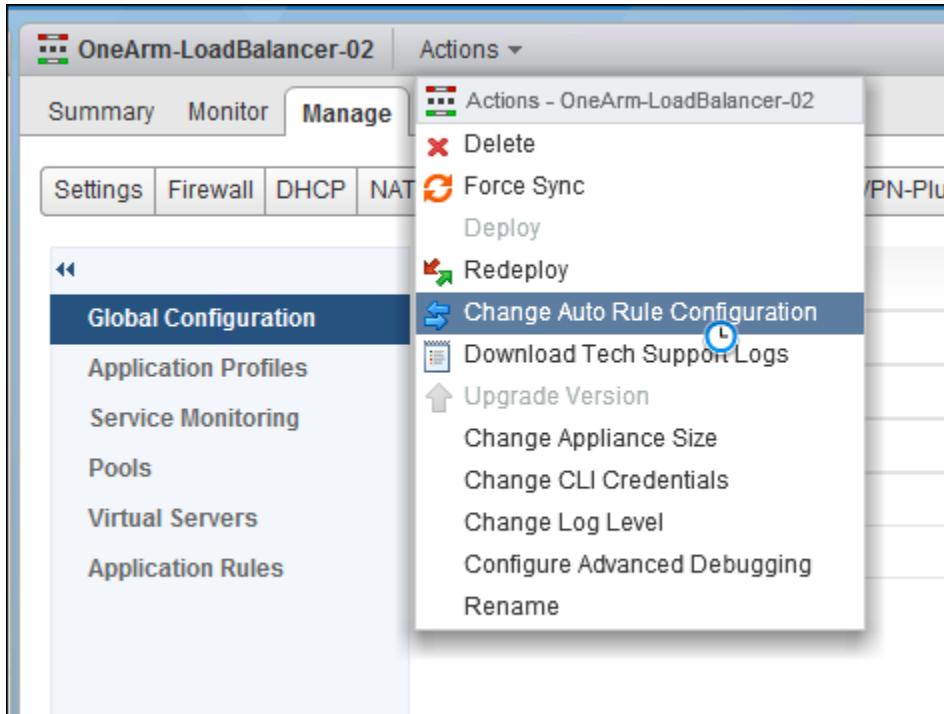 OneArm-LoadBalancer-02 Actions
Actions - OneArm-LoadBalancer-02
Summary Monitor Manage
Delete
Settings Firewall DHCP NAT
Force Sync
Deploy
Redeploy
Global Configuration
Change Auto Rule Configuration
Application Profiles
Download Tech Support Logs
Upgrade Version
Service Monitoring
Change Appliance Size
Pools
Change CLI Credentials
Virtual Servers
Change Log Level
Application Rules
Configure Advanced Debugging
Rename